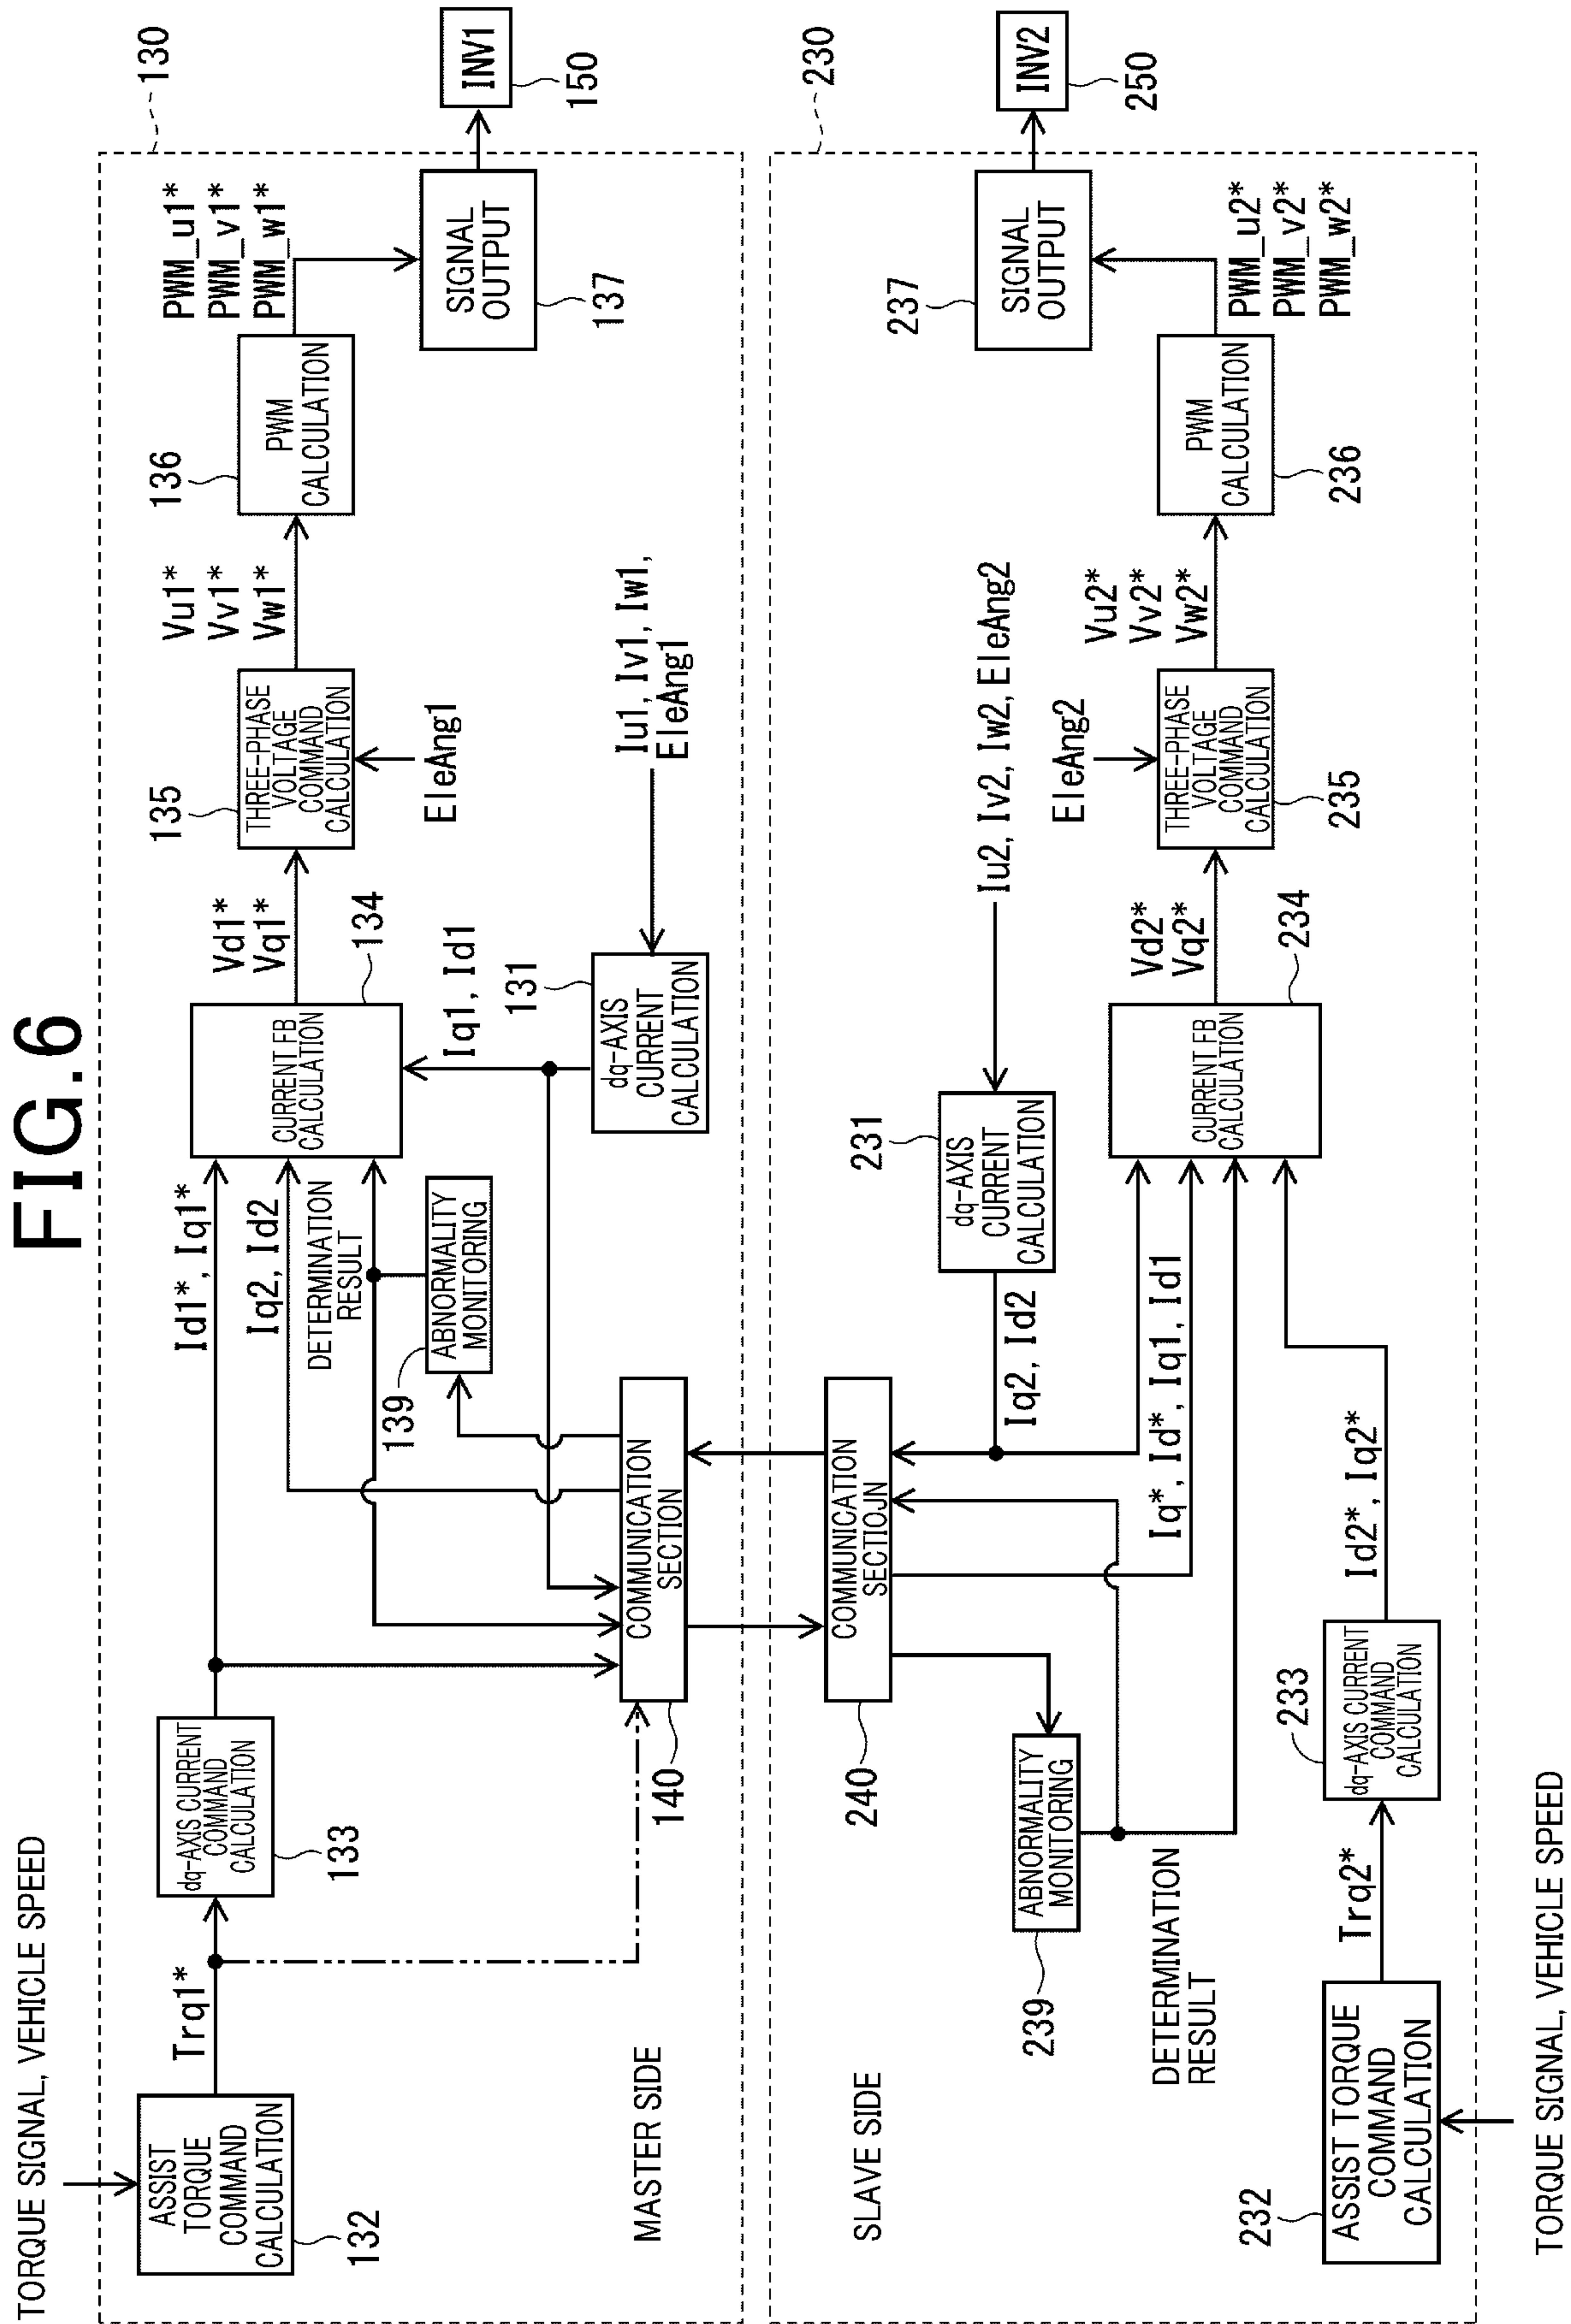 FIG.6
TORQUE SIGNAL, VEHICLE SPEED
130
ASSIST
TORQUE
COMMAND
CALCULATION
132
Trq1*
dq-AXIS CURRENT
COMMAND
CALCULATION
133
Id1*, Iq1*
Iq2, Id2
DETERMINATION
RESULT
ABNORMALITY
MONITORING
139
CURRENT FB
CALCULATION
134
Vd1*
Vq1*
THREE-PHASE
VOLTAGE
COMMAND
CALCULATION
135
EleAng1
Vu1*
Vv1*
Vw1*
PWM
CALCULATION
136
PWM_u1*
PWM_v1*
PWM_w1*
SIGNAL
OUTPUT
137
INV1
150
Iq1, Id1
dq-AXIS
CURRENT
CALCULATION
131
Iu1, Iv1, Iw1,
EleAng1
COMMUNICATION
SECTION
140
MASTER SIDE
SLAVE SIDE
230
COMMUNICATION
SECTIOJN
240
ABNORMALITY
MONITORING
239
DETERMINATION
RESULT
dq-AXIS
CURRENT
CALCULATION
231
Iu2, Iv2, Iw2, EleAng2
Iq2, Id2
Iq*, Id*, Iq1, Id1
Id2*, Iq2*
CURRENT FB
CALCULATION
234
Vd2*
Vq2*
THREE-PHASE
VOLTAGE
COMMAND
CALCULATION
235
EleAng2
Vu2*
Vv2*
Vw2*
PWM
CALCULATION
236
PWM_u2*
PWM_v2*
PWM_w2*
SIGNAL
OUTPUT
237
INV2
250
ASSIST TORQUE
COMMAND
CALCULATION
232
Trq2*
dq-AXIS CURRENT
COMMAND
CALCULATION
233
TORQUE SIGNAL, VEHICLE SPEED